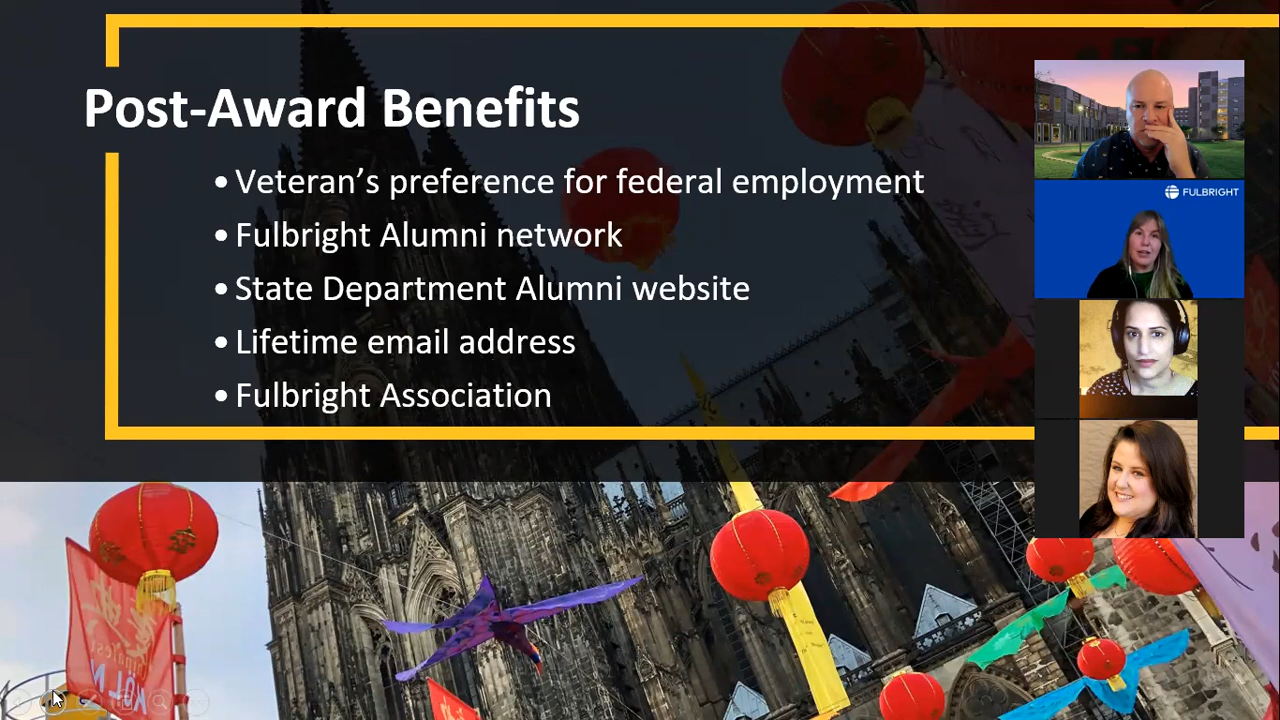 Post-Award Benefits
• Veteran’s preference for federal employment
• Fulbright Alumni network
• State Department Alumni website
• Lifetime email address
• Fulbright Association
FULBRIGHT
KÖLN